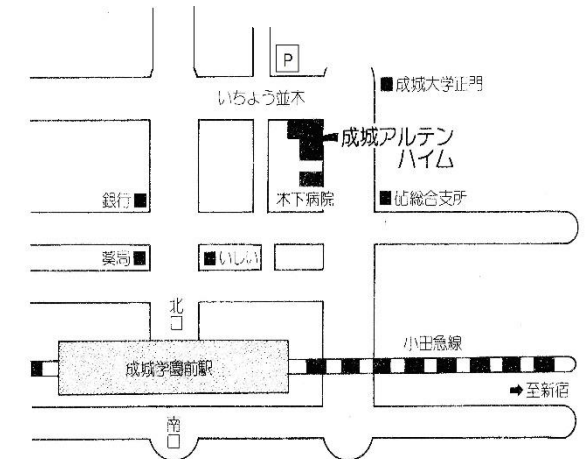 P
成城大学正門
いちょう並木
成城アルテン
ハイム
銀行
木下病院
砧総合支所
薬局
いしい
北口
小田急線
成城学園前駅
➡至新宿
南口